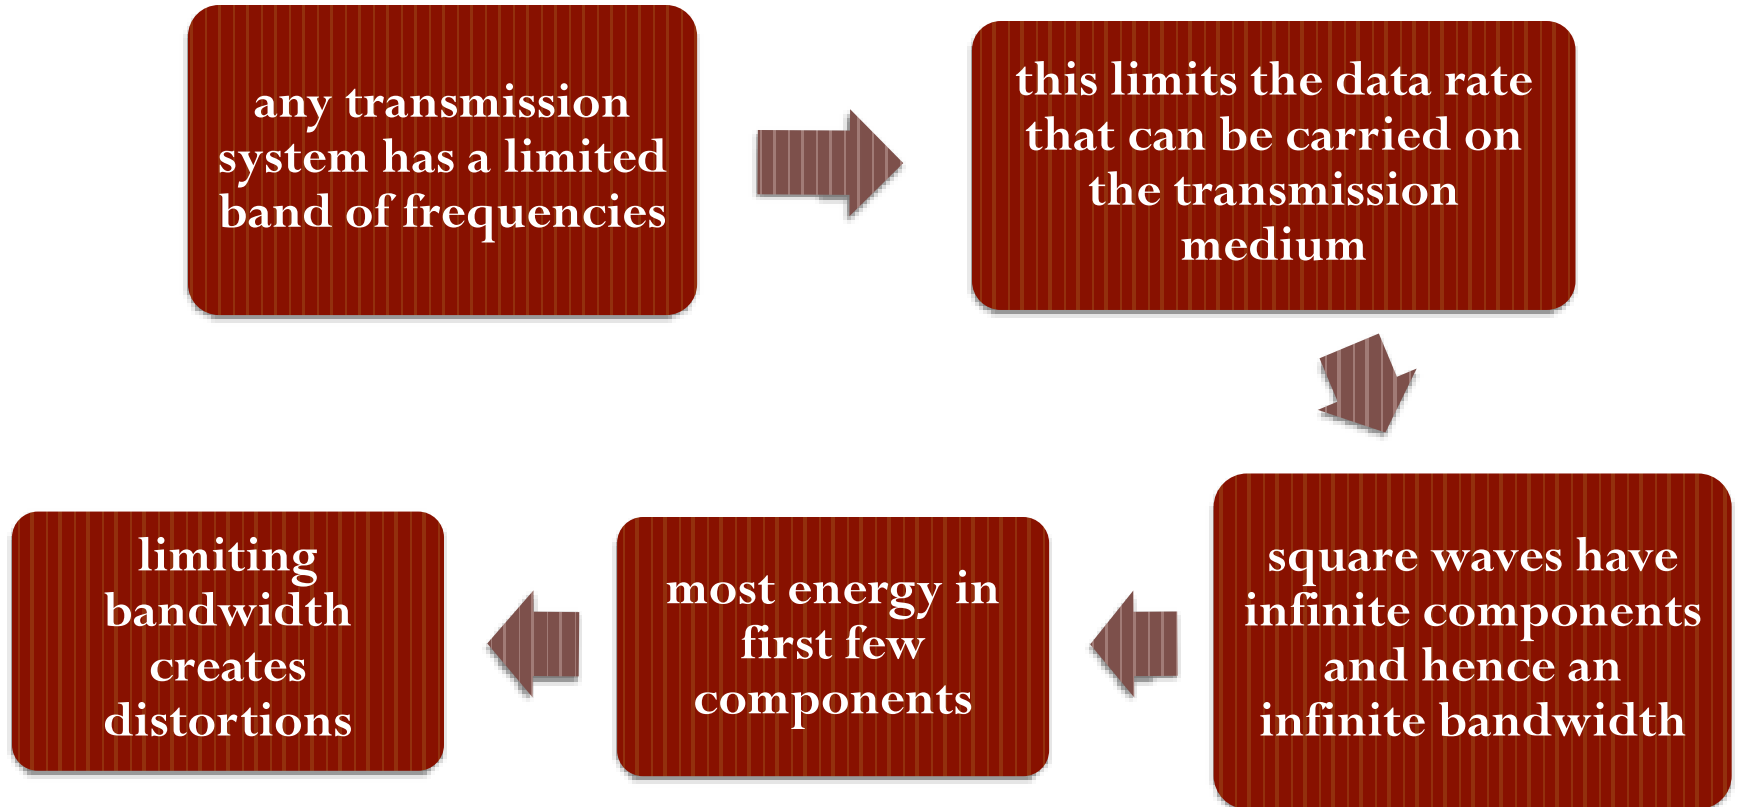 any transmission
system has a limited
band of frequencies
this limits the data rate
that can be carried on
the transmission
medium
square waves have
infinite components
and hence an
infinite bandwidth
most energy in
first few
components
limiting
bandwidth
creates
distortions